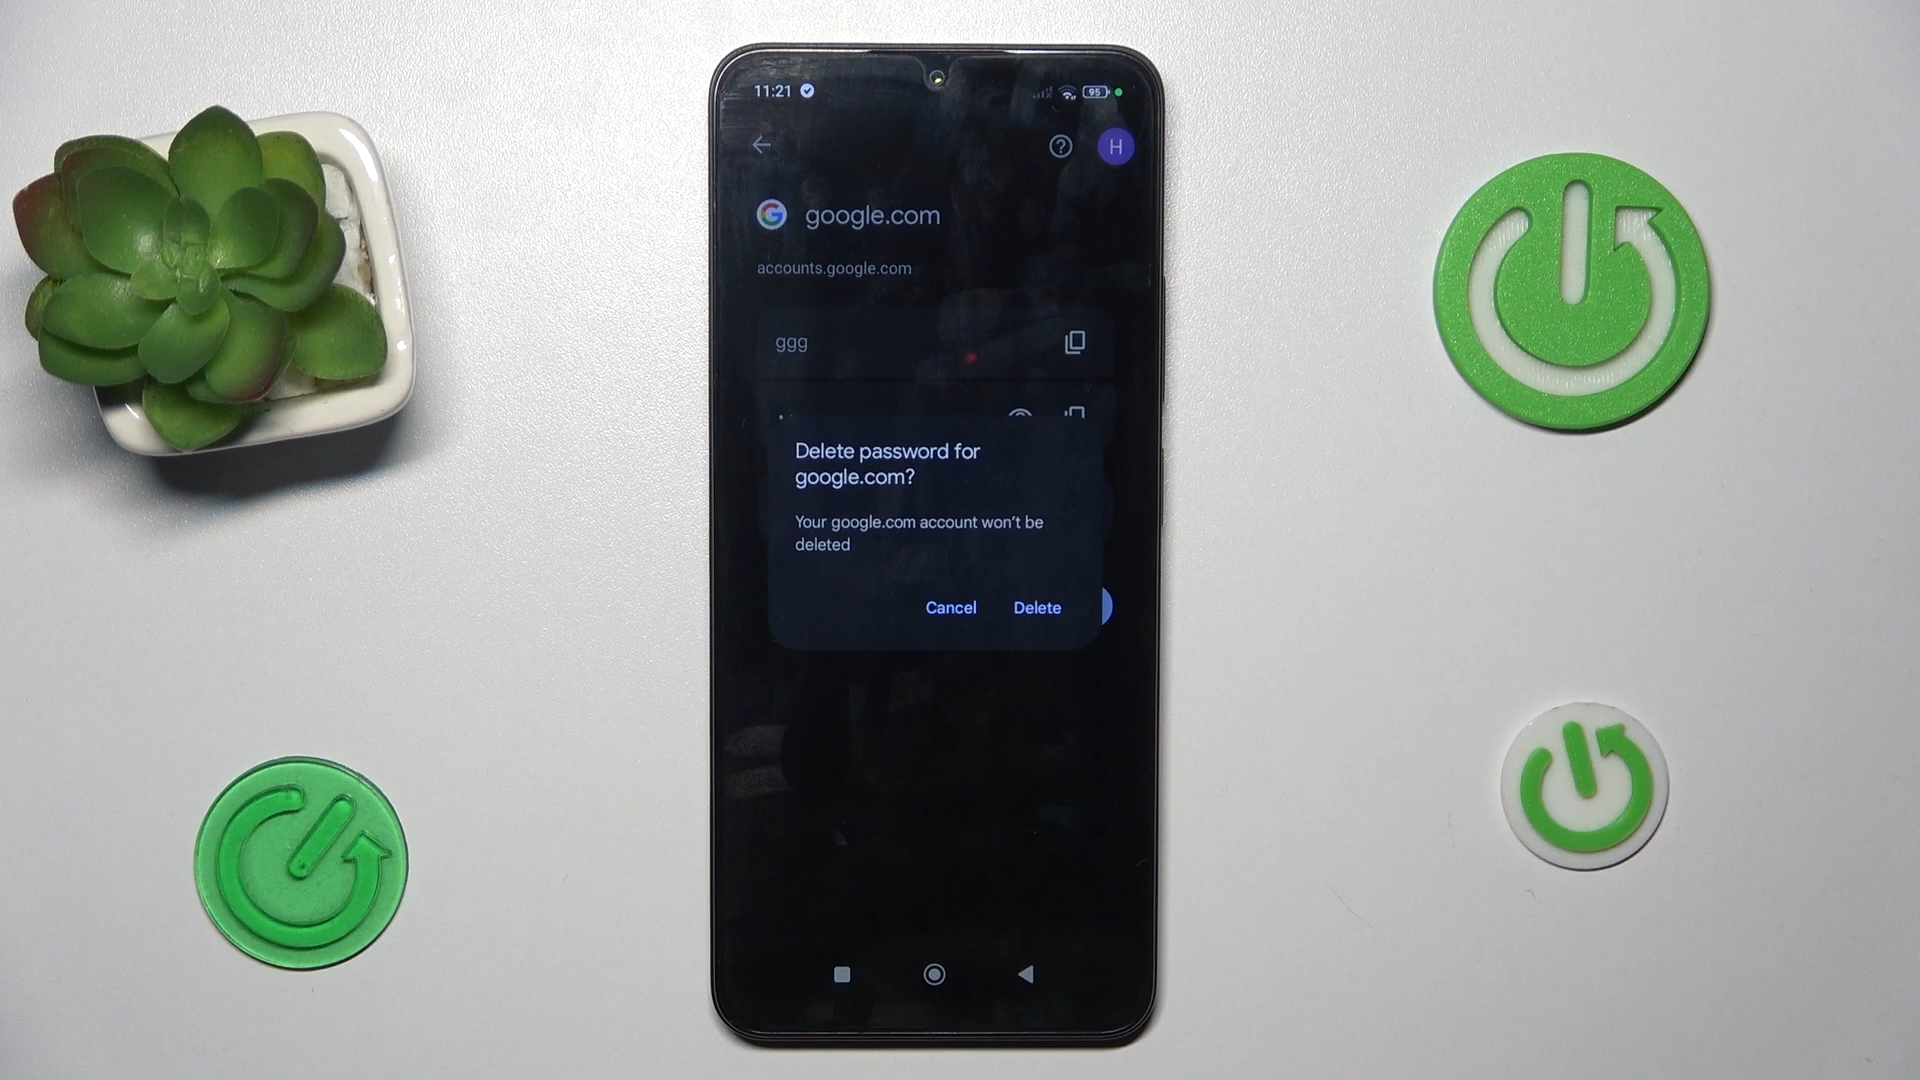 11:21
95
H
google.com
accounts.google.com
ggg
Delete password for
google.com?
Your google.com account won't be
deleted
Cancel Delete